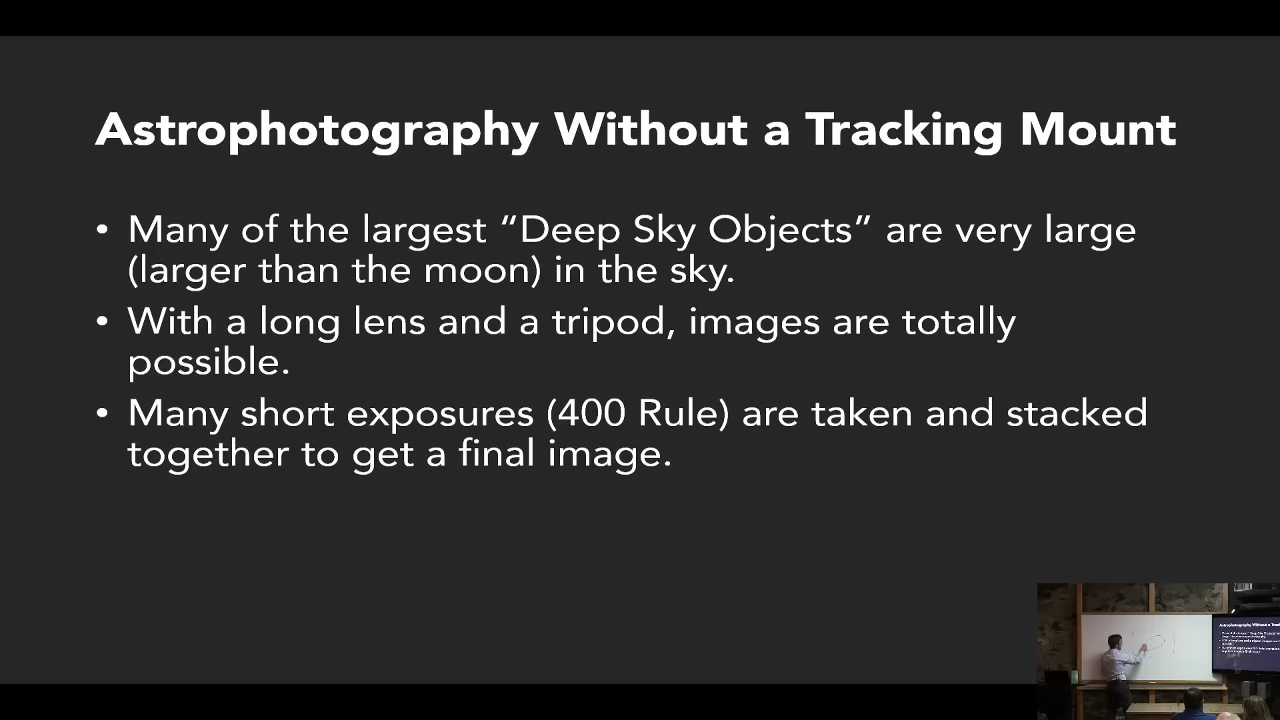 Astrophotography Without a Tracking Mount
• Many of the largest “Deep Sky Objects” are very large
(larger than the moon) in the sky.
• With a long lens and a tripod, images are totally
possible.
• Many short exposures (400 Rule) are taken and stacked
together to get a final image.
Astrophotography Without a